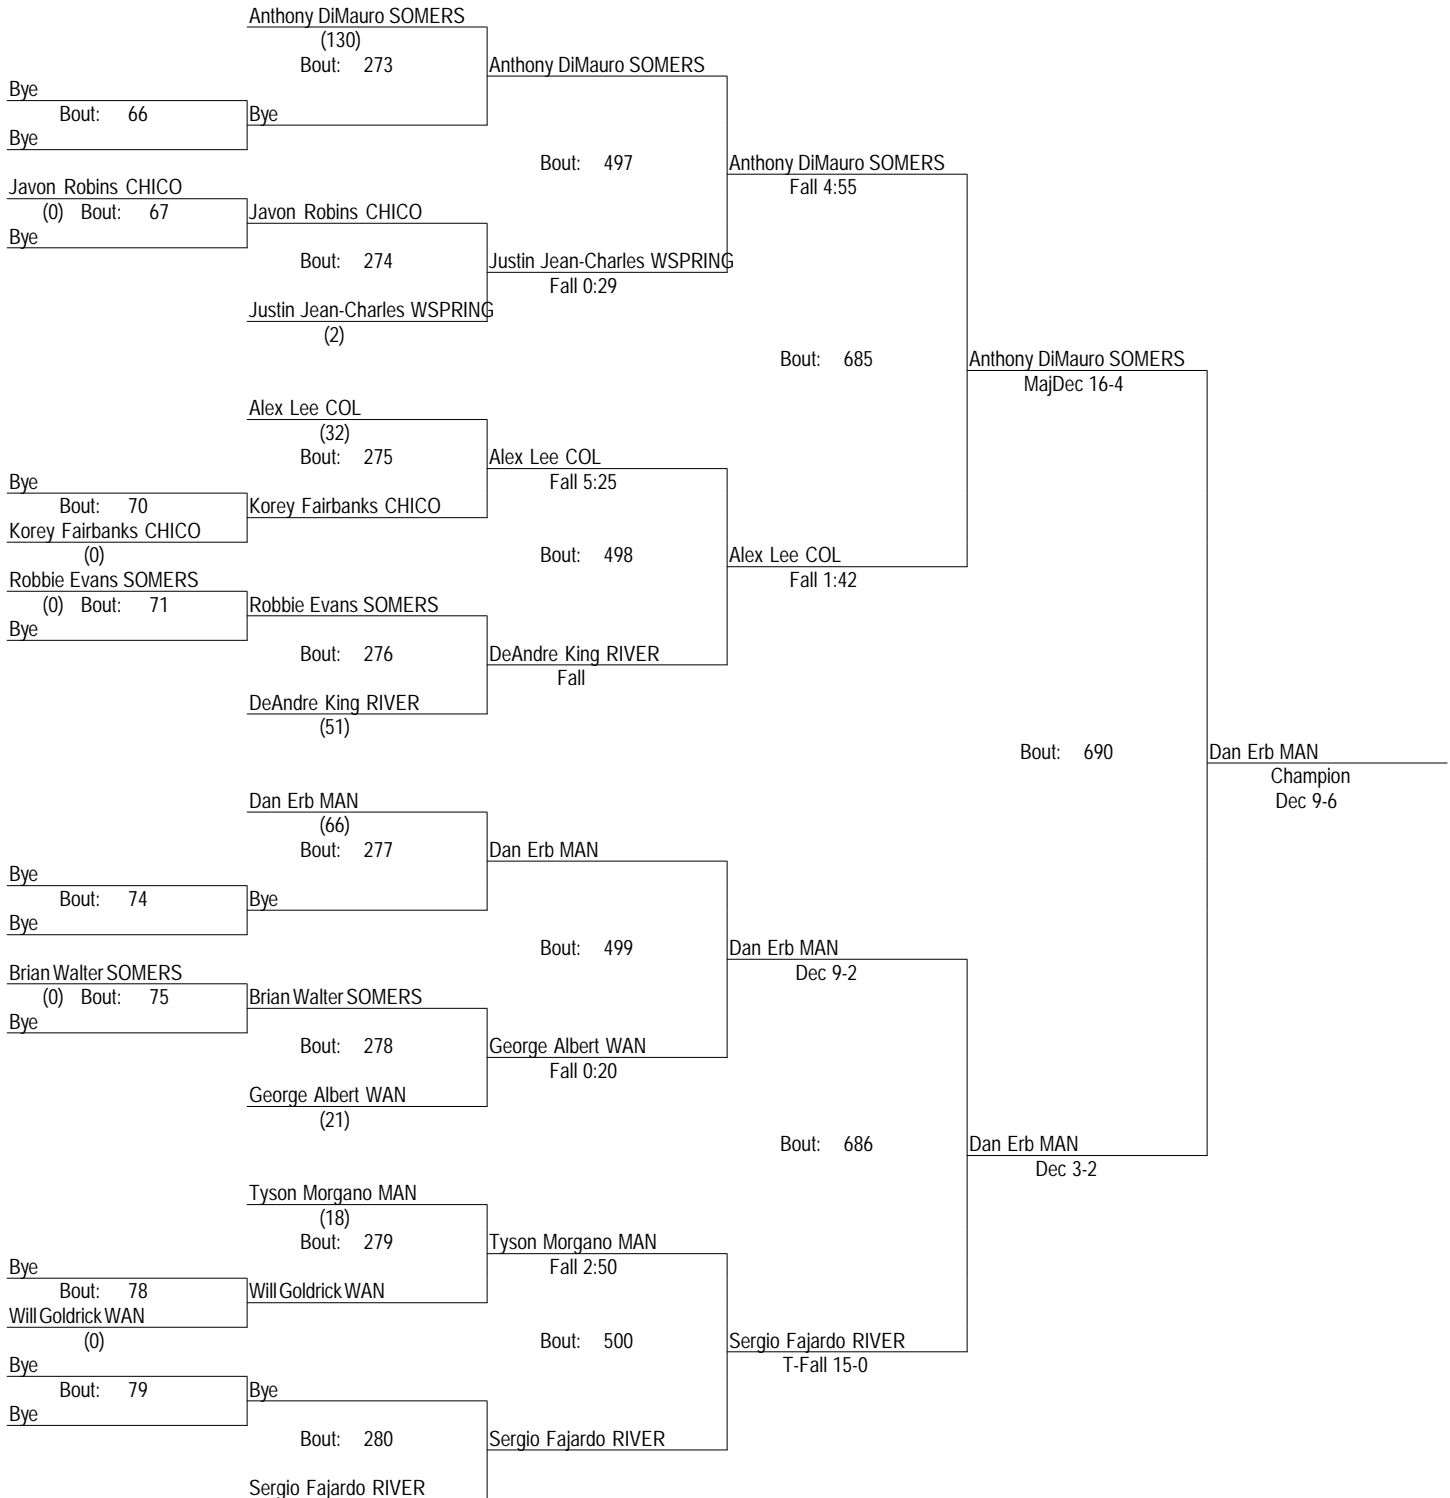 Anthony DiMauro SOMERS
(130)
Bout: 273
Anthony DiMauro SOMERS
Bye
Bout: 66
Bye
Bye
Bout: 497
Anthony DiMauro SOMERS
Fall 4:55
Javon Robins CHICO
(0) Bout: 67
Javon Robins CHICO
Bye
Bout: 274
Justin Jean-Charles WSPRING
Fall 0:29
Justin Jean-Charles WSPRING
(2)
Bout: 685
Anthony DiMauro SOMERS
MajDec 16-4
Alex Lee COL
(32)
Bout: 275
Alex Lee COL
Fall 5:25
Bye
Bout: 70
Korey Fairbanks CHICO
Korey Fairbanks CHICO
(0)
Bout: 498
Alex Lee COL
Fall 1:42
Robbie Evans SOMERS
(0) Bout: 71
Robbie Evans SOMERS
Bye
Bout: 276
DeAndre King RIVER
Fall
DeAndre King RIVER
(51)
Bout: 690
Dan Erb MAN
Champion
Dec 9-6
Dan Erb MAN
(66)
Bout: 277
Dan Erb MAN
Bye
Bout: 74
Bye
Bye
Bout: 499
Dan Erb MAN
Dec 9-2
Brian Walter SOMERS
(0) Bout: 75
Brian Walter SOMERS
Bye
Bout: 278
George Albert WAN
Fall 0:20
George Albert WAN
(21)
Bout: 686
Dan Erb MAN
Dec 3-2
Tyson Morgano MAN
(18)
Bout: 279
Tyson Morgano MAN
Fall 2:50
Bye
Bout: 78
Will Goldrick WAN
Will Goldrick WAN
(0)
Bout: 500
Sergio Fajardo RIVER
T-Fall 15-0
Bye
Bout: 79
Bye
Bye
Bout: 280
Sergio Fajardo RIVER
Sergio Fajardo RIVER